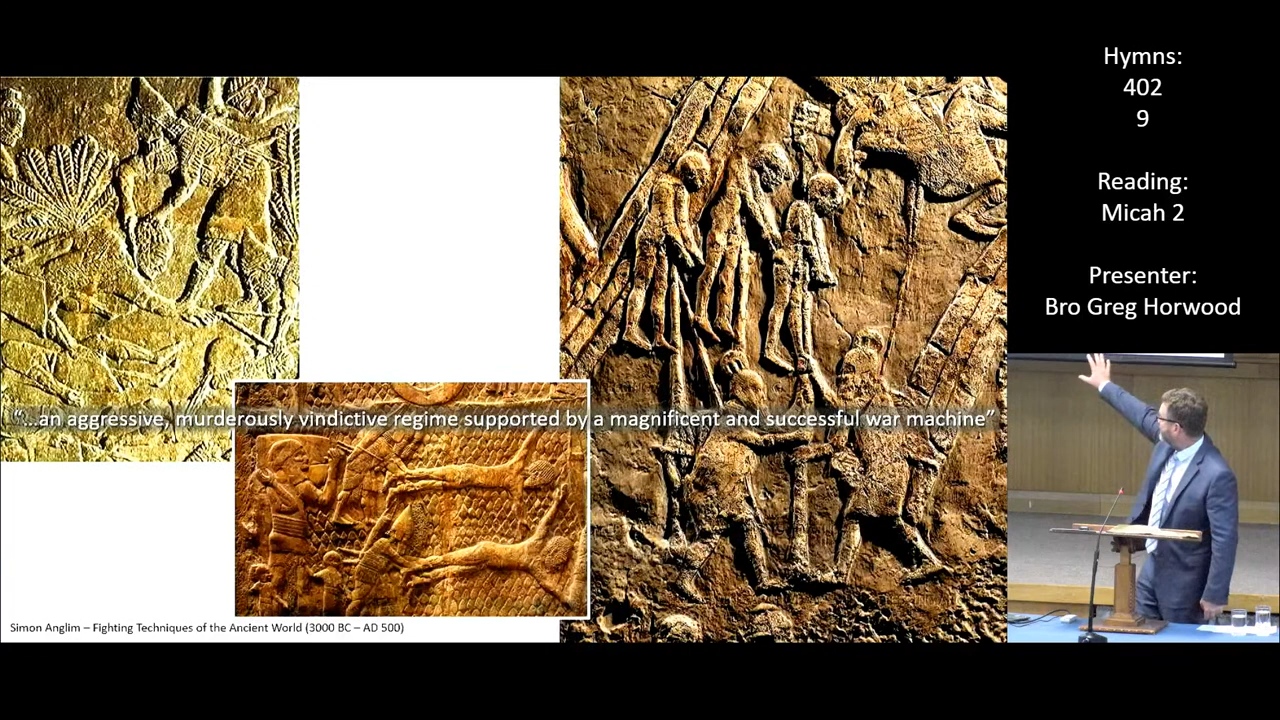 Hymns:
402
9
Reading:
Micah 2
Presenter:
Bro Greg Horwood
“...an aggressive, murderously vindictive regime supported by a magnificent and successful war machine”
Simon Anglim – Fighting Techniques of the Ancient World (3000 BC – AD 500)